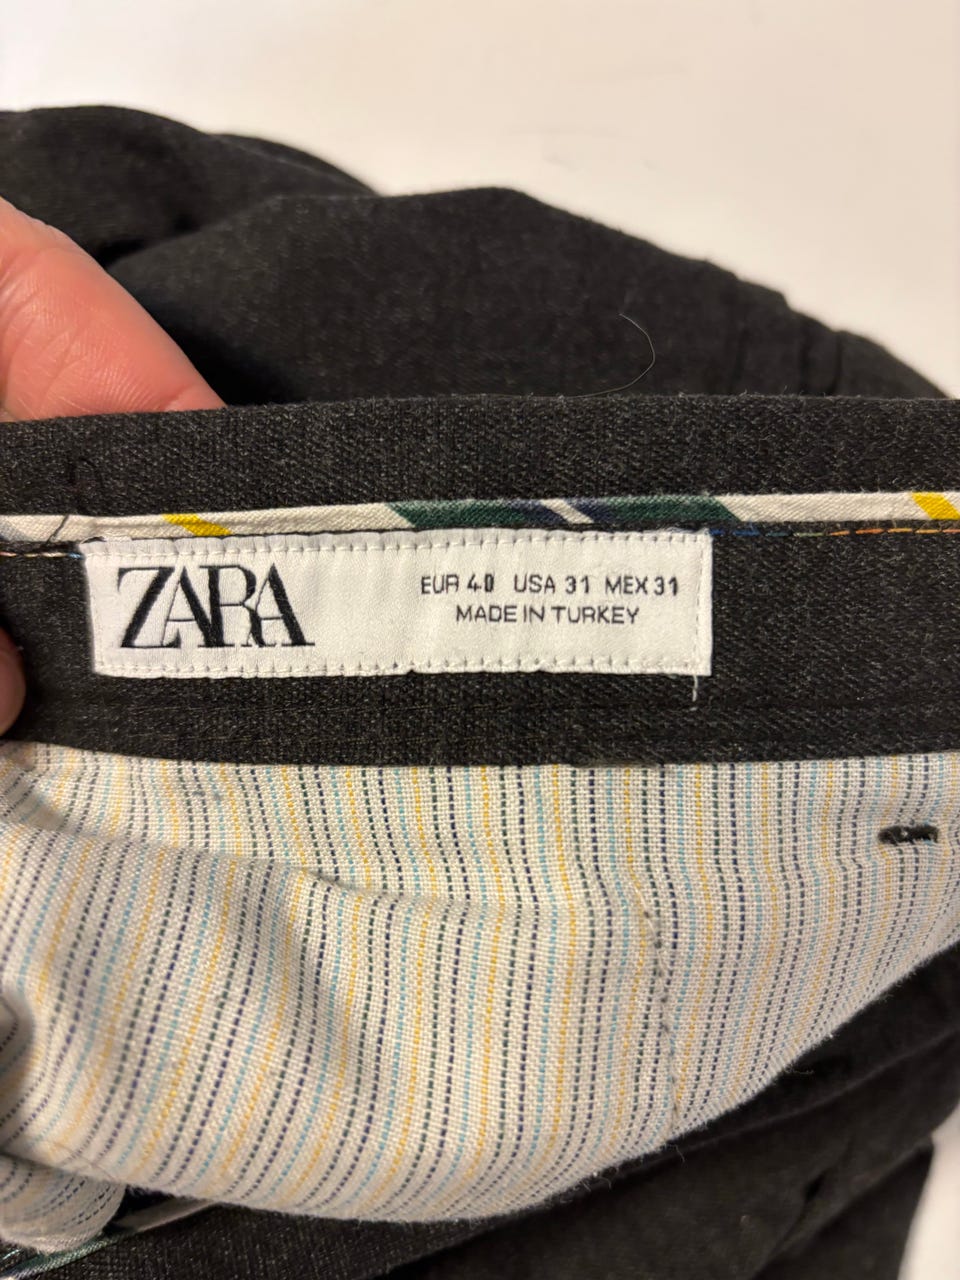 ZARA
EUR 40 USA 31 MEX 31
MADE IN TURKEY